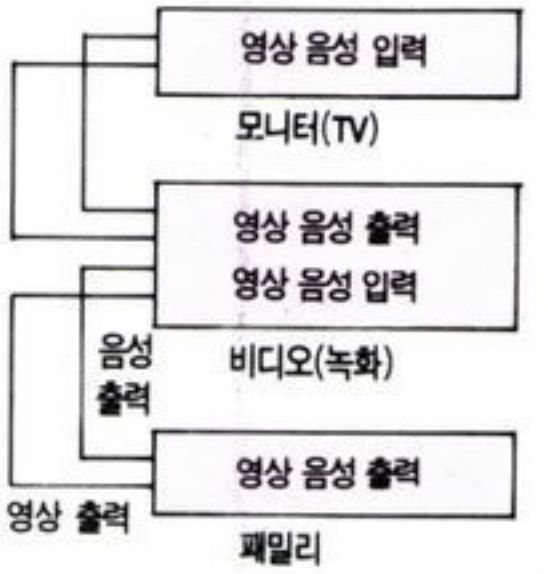 영상 음성 입력
모니터(TV)
영상 음성 출력
영상 음성 입력
비디오(녹화)
음성
출력
영상 음성 출력
영상 출력
패밀리